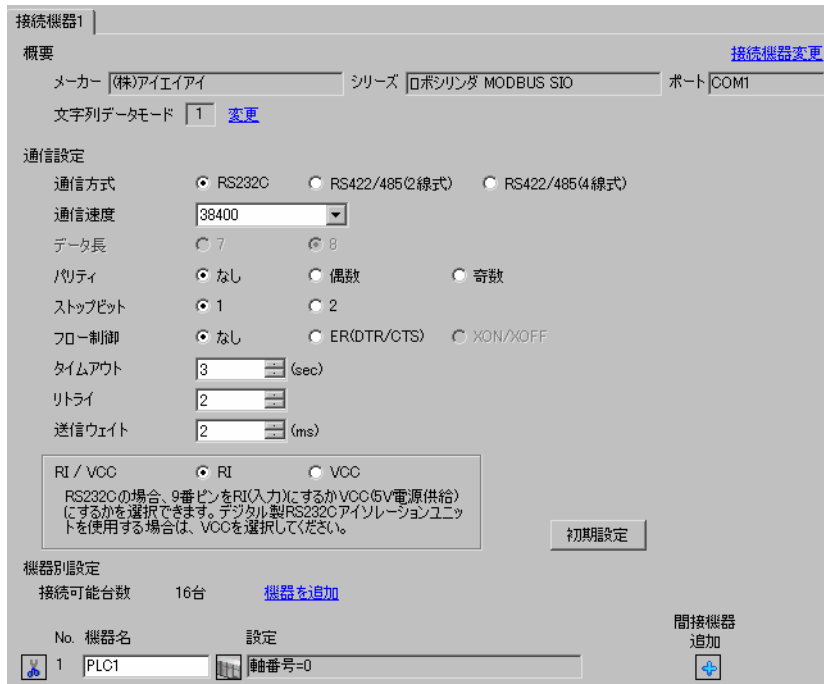 接続機器1
概要
接続機器変更
メーカー (株)アイエイアイ シリーズ ロボシリンダ MODBUS SIO ポート COM1
文字列データモード 1 変更
通信設定
通信方式 RS232C RS422/485(2線式) RS422/485(4線式)
通信速度 38400
データ長 7 8
パリティ なし 偶数 奇数
ストップビット 1 2
フロー制御 なし ER(DTR/CTS) XON/XOFF
タイムアウト 3 (sec)
リトライ 2
送信ウェイト 2 (ms)
RI / VCC RI VCC
RS232Cの場合、9番ピンをRI(入力)にするかVCC(5V電源供給)
にするかを選択できます。デジタル製RS232Cアイソレーションユニッ
トを使用する場合は、VCCを選択してください。
初期設定
機器別設定
接続可能台数 16台 機器を追加
間接機器
追加
No. 機器名 設定
1 PLC1 軸番号=0